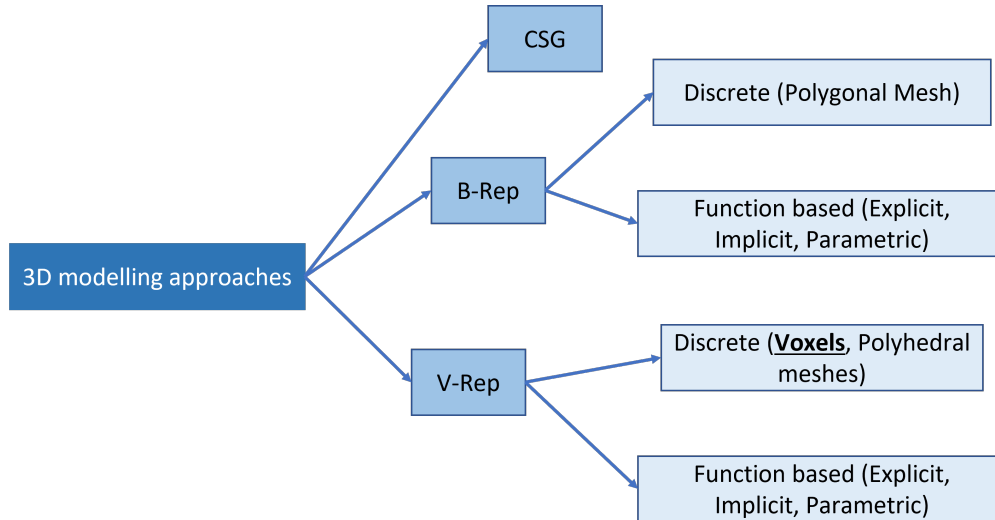 CSG
Discrete (Polygonal Mesh)
B-Rep
Function based (Explicit,
Implicit, Parametric)
3D modelling approaches
Discrete (Voxels, Polyhedral
meshes)
V-Rep
Function based (Explicit,
Implicit, Parametric)